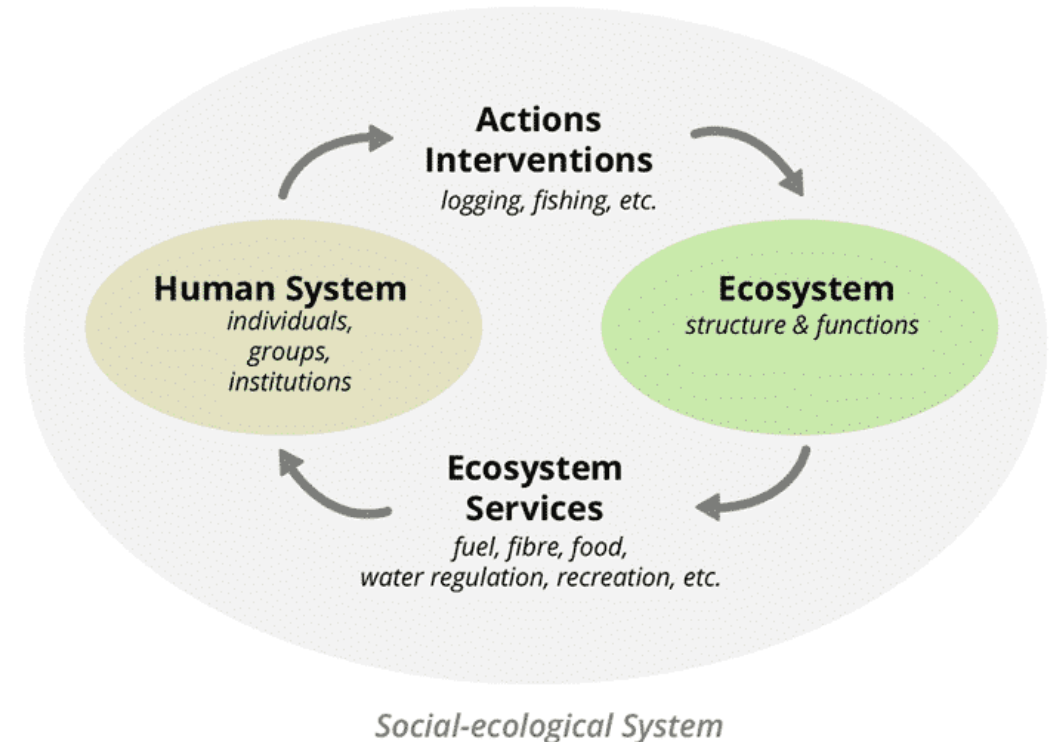 Actions
Interventions
logging, fishing, etc.
Human System
individuals,
groups,
institutions
Ecosystem
structure & functions
Ecosystem
Services
fuel, fibre, food,
water regulation, recreation, etc.
Social-ecological System